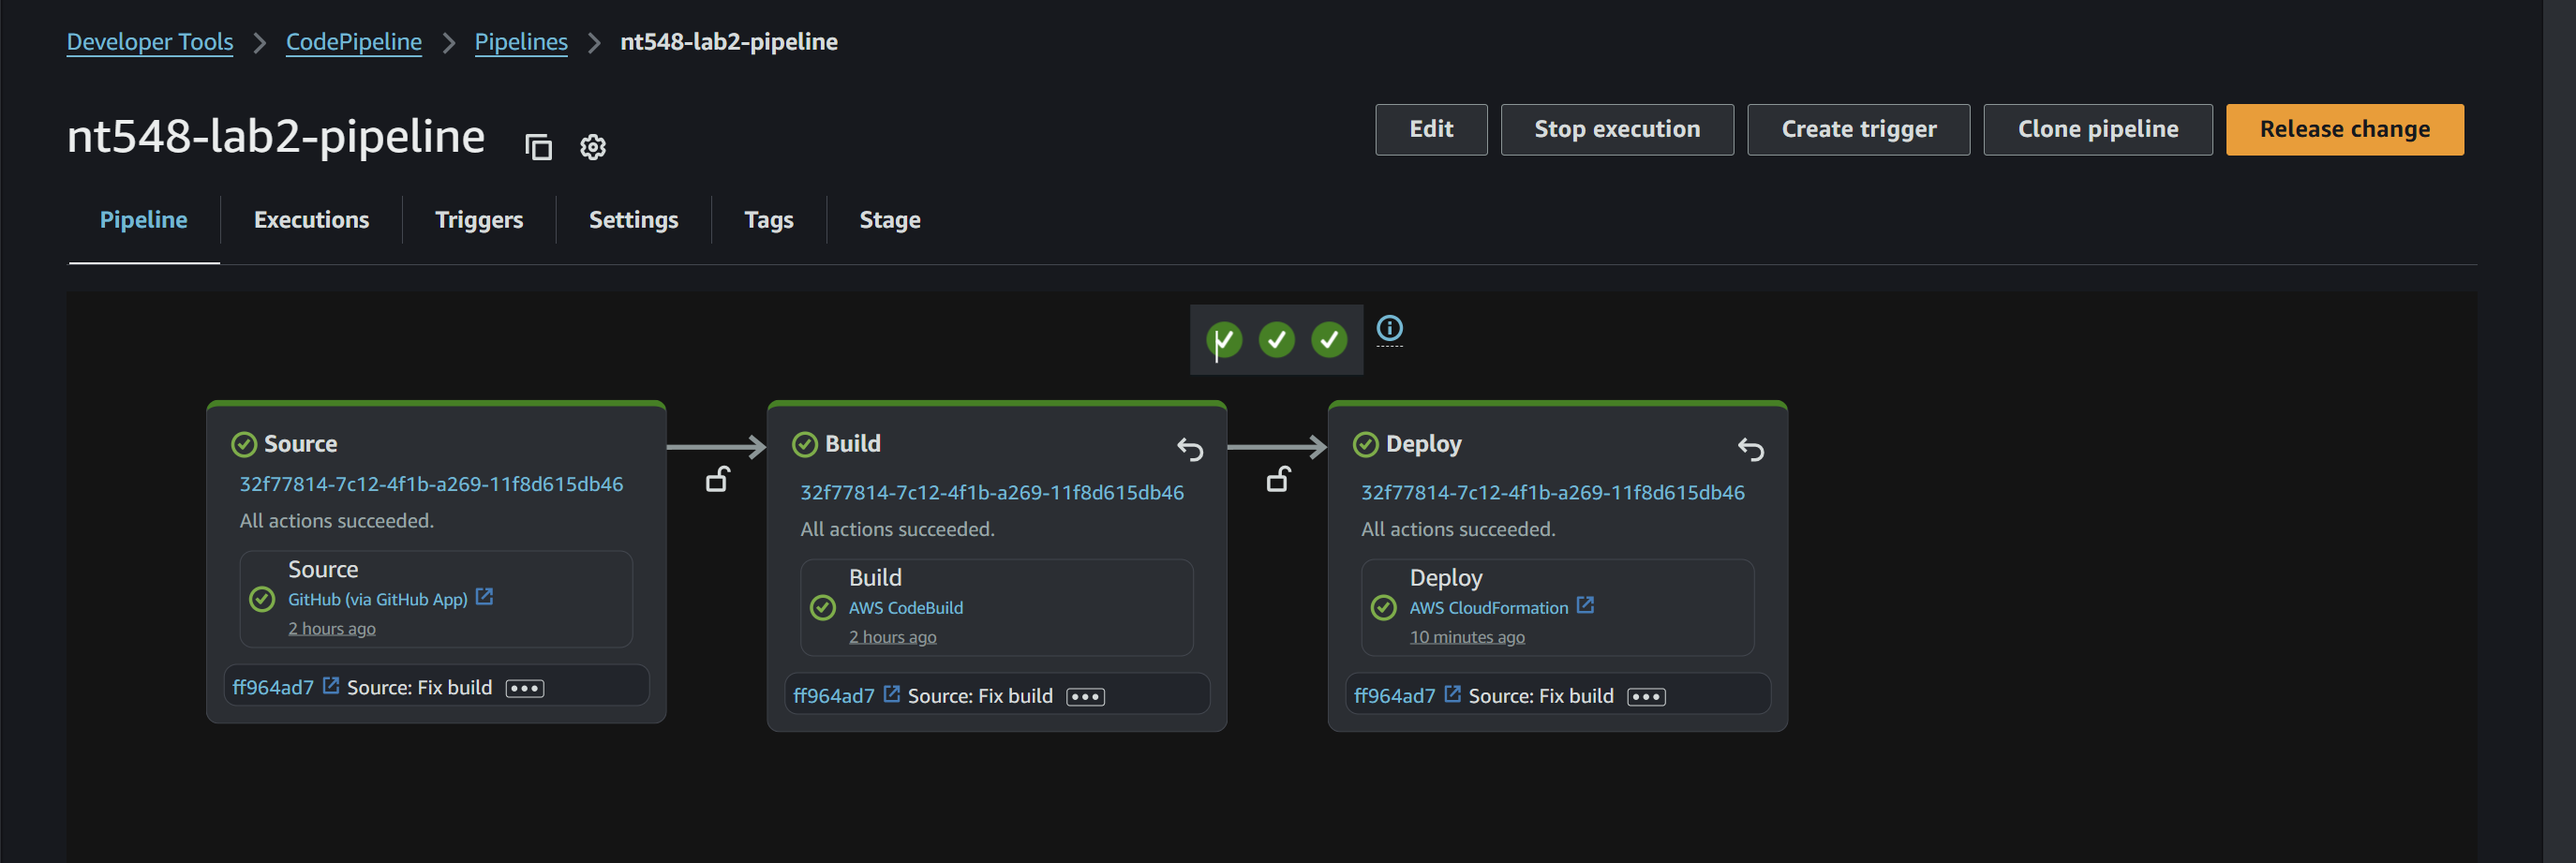 Developer Tools > CodePipeline > Pipelines > nt548-lab2-pipeline
nt548-lab2-pipeline
Edit
Stop execution
Create trigger
Clone pipeline
Release change
Pipeline
Executions
Triggers
Settings
Tags
Stage
Source
32f77814-7c12-4f1b-a269-11f8d615db46
All actions succeeded.
Source
GitHub (via GitHub App)
2 hours ago
ff964ad7 Source: Fix build
Build
32f77814-7c12-4f1b-a269-11f8d615db46
All actions succeeded.
Build
AWS CodeBuild
2 hours ago
ff964ad7 Source: Fix build
Deploy
32f77814-7c12-4f1b-a269-11f8d615db46
All actions succeeded.
Deploy
AWS CloudFormation
10 minutes ago
ff964ad7 Source: Fix build